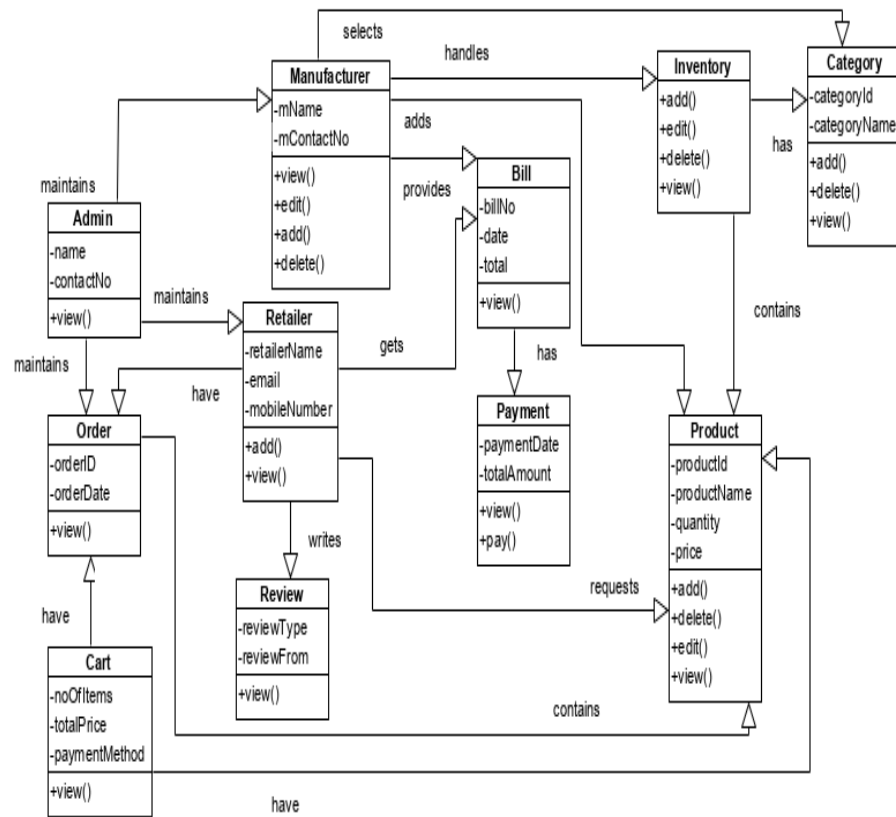 selects
handles
Manufacturer
-mName
-mContactNo
+view()
+edit()
+add()
+delete()
Inventory
+add()
+edit()
+delete()
+view()
Category
-categoryId
-categoryName
+add()
+delete()
+view()
has
adds
provides
maintains
Admin
-name
-contactNo
+view()
maintains
maintains
Bill
-billNo
-date
-total
+view()
Retailer
-retailerName
-email
-mobileNumber
+add()
+view()
gets
has
contains
have
Order
-orderID
-orderDate
+view()
Payment
-paymentDate
-totalAmount
+view()
+pay()
Product
-productId
-productName
-quantity
-price
+add()
+delete()
+edit()
+view()
writes
requests
Review
-reviewType
-reviewFrom
+view()
have
Cart
-noOfItems
-totalPrice
-paymentMethod
+view()
contains
have